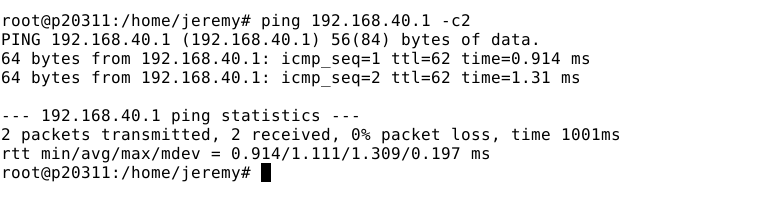 root@p20311:/home/jeremy# ping 192.168.40.1 -c2
PING 192.168.40.1 (192.168.40.1) 56(84) bytes of data.
64 bytes from 192.168.40.1: icmp_seq=1 ttl=62 time=0.914 ms
64 bytes from 192.168.40.1: icmp_seq=2 ttl=62 time=1.31 ms
--- 192.168.40.1 ping statistics ---
2 packets transmitted, 2 received, 0% packet loss, time 1001ms
rtt min/avg/max/mdev = 0.914/1.111/1.309/0.197 ms
root@p20311:/home/jeremy#